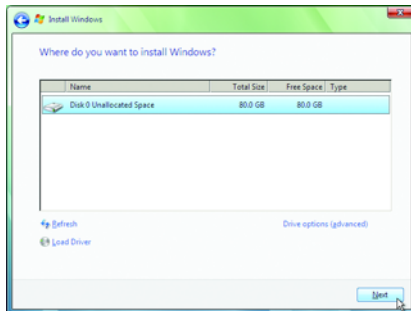 Install Windows
Where do you want to install Windows?
Name Total Size Free Space Type
Disk 0 Unallocated Space 80.0 GB 80.0 GB
Refresh Drive options (advanced)
Load Driver
Next